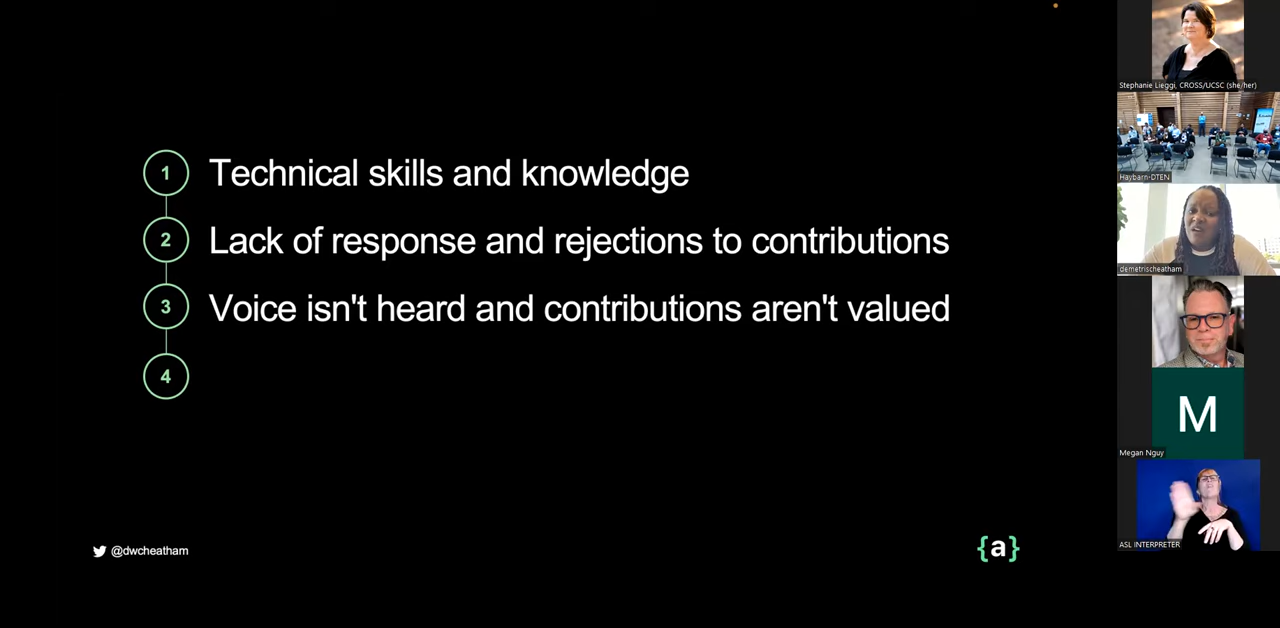 1 Technical skills and knowledge
2 Lack of response and rejections to contributions
3 Voice isn't heard and contributions aren't valued
4
@dwcheatham
{a}
Stephanie Lieggi, CROSS/UCSC (she/her)
Haybarn-DTEN
demetrischeatham
M
Megan Nguy
ASL INTERPRETER